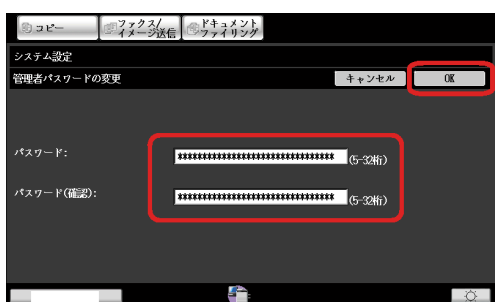 コピー
ファクス/
イメージ送信
ドキュメント
ファイリング
システム設定
管理者パスワードの変更
キャンセル
OK
パスワード:
********************************
(5-32桁)
パスワード(確認):
********************************
(5-32桁)